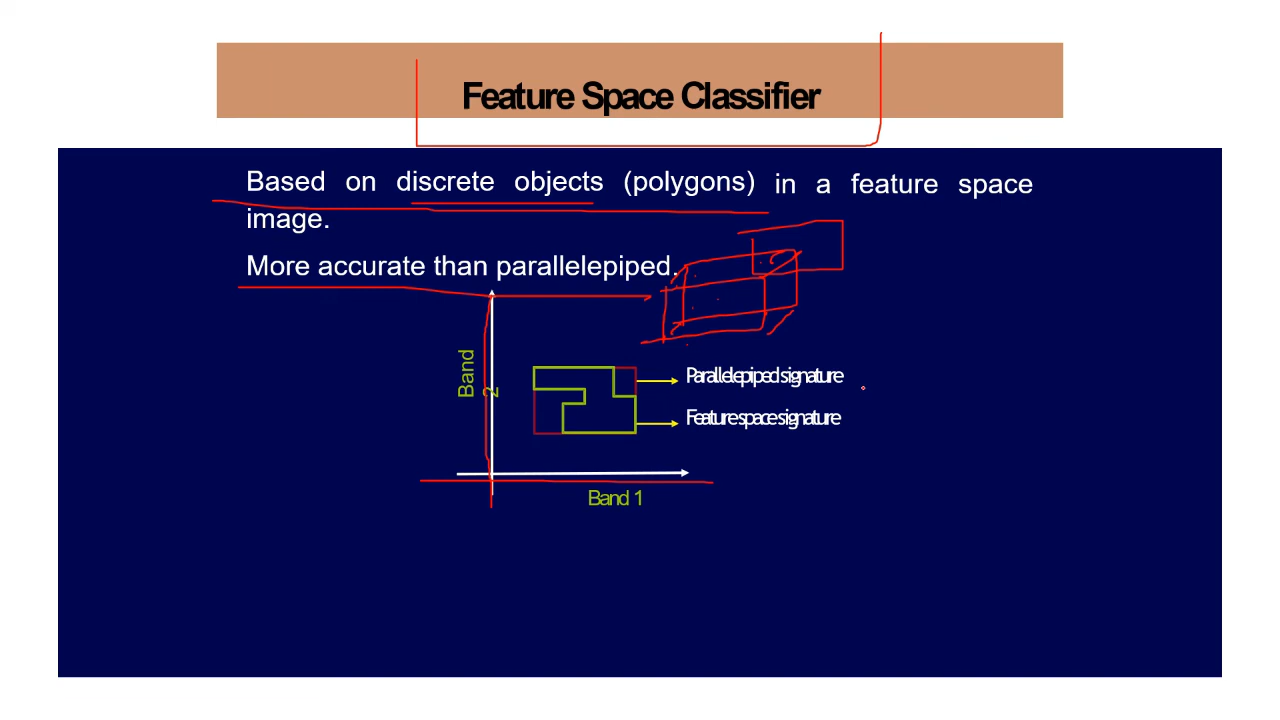 Feature Space Classifier
Based on discrete objects (polygons) in a feature space
image.
More accurate than parallelepiped.
Band
2
Parallelepiped signature
Feature space signature
Band 1